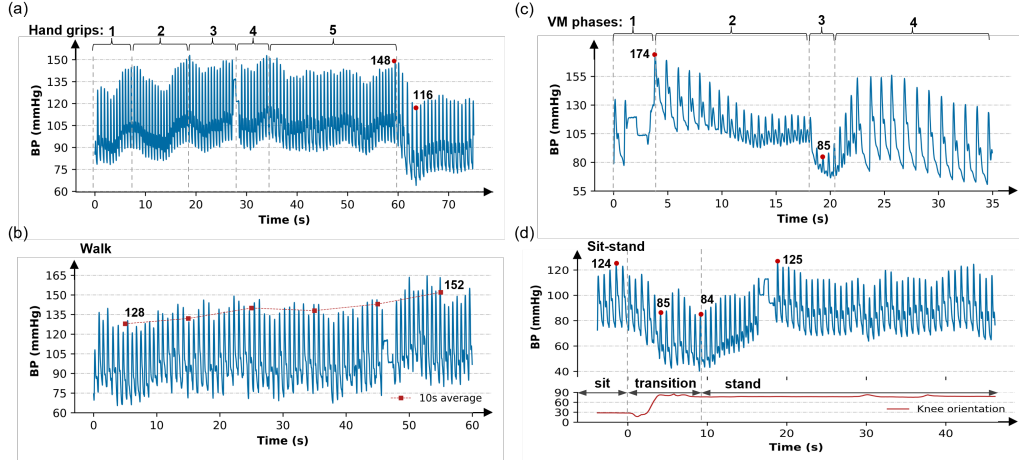 (a)
Hand grips: 1 2 3 4 5
150
135
120
105
90
75
60
BP (mmHg)
148
116
0 10 20 30 40 50 60 70
Time (s)
(b)
Walk
165
150
135
120
105
90
75
60
BP (mmHg)
128
152
10s average
0 10 20 30 40 50 60
Time (s)
(c)
VM phases: 1 2 3 4
174
155
130
105
80
55
BP (mmHg)
85
0 5 10 15 20 25 30 35
Time (s)
(d)
Sit-stand
120
100
80
60
40
BP (mmHg)
124
85
84
125
sit transition stand
90
60
30
0
Knee orientation
0 10 20 30 40
Time (s)